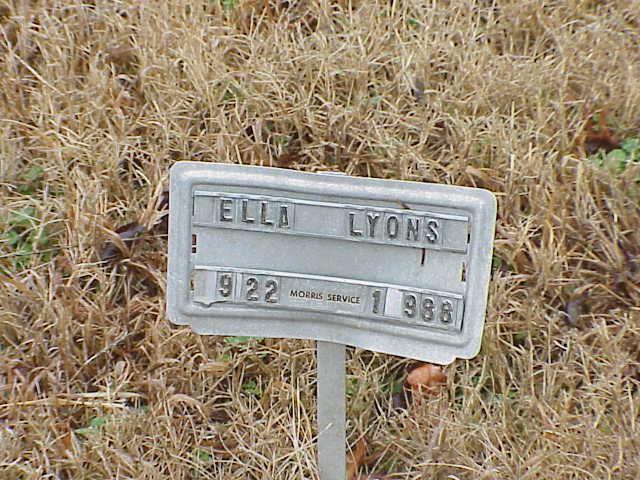 ELLA LYONS
9 22 MORRIS SERVICE 1 988